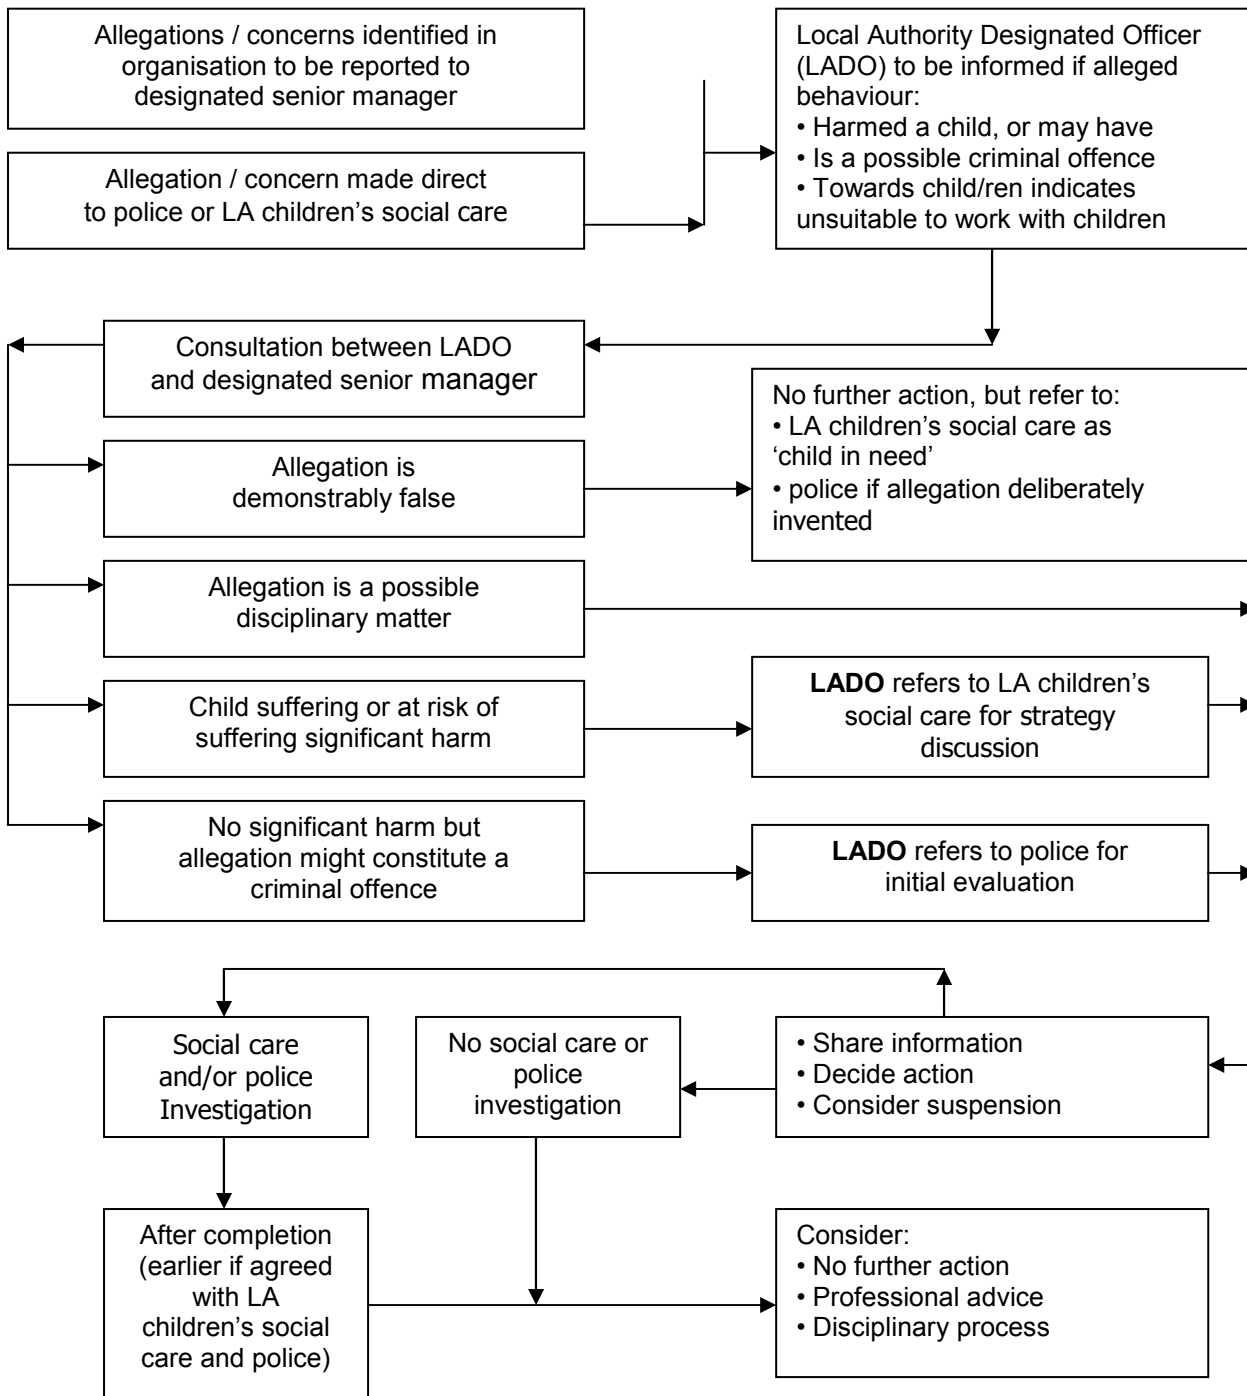 Allegations / concerns identified in
organisation to be reported to
designated senior manager
Allegation / concern made direct
to police or LA children’s social care
Local Authority Designated Officer
(LADO) to be informed if alleged
behaviour:
• Harmed a child, or may have
• Is a possible criminal offence
• Towards child/ren indicates
unsuitable to work with children
Consultation between LADO
and designated senior manager
Allegation is
demonstrably false
No further action, but refer to:
• LA children’s social care as
‘child in need’
• police if allegation deliberately
invented
Allegation is a possible
disciplinary matter
Child suffering or at risk of
suffering significant harm
LADO refers to LA children’s
social care for strategy
discussion
No significant harm but
allegation might constitute a
criminal offence
LADO refers to police for
initial evaluation
Social care
and/or police
Investigation
No social care or
police
investigation
• Share information
• Decide action
• Consider suspension
After completion
(earlier if agreed
with LA
children’s social
care and police)
Consider:
• No further action
• Professional advice
• Disciplinary process